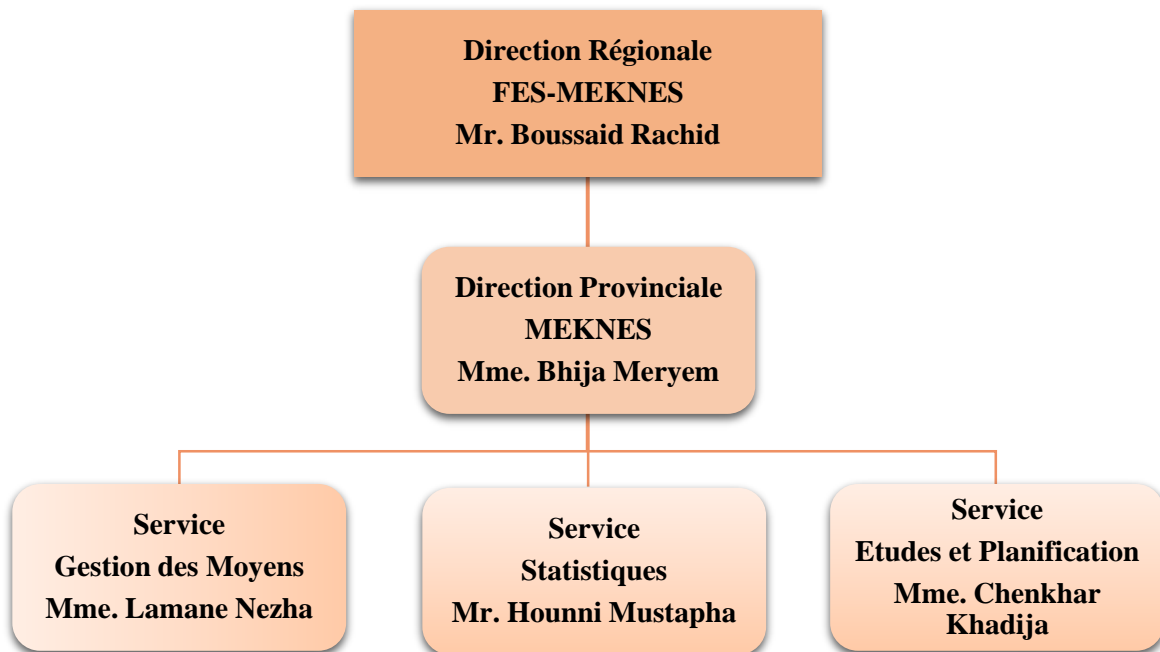 Direction Régionale
FES-MEKNES
Mr. Boussaid Rachid
Direction Provinciale
MEKNES
Mme. Bhija Meryem
Service
Gestion des Moyens
Mme. Lamane Nezha
Service
Statistiques
Mr. Hounni Mustapha
Service
Etudes et Planification
Mme. Chenkhar
Khadija